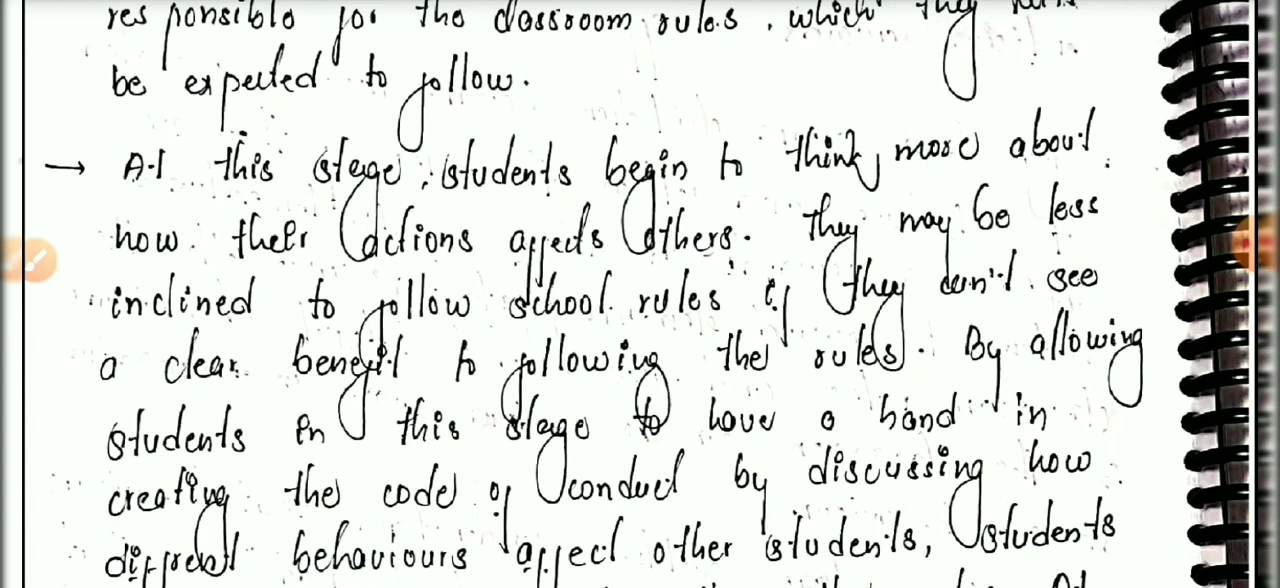 responsible for the classroom rules, which they
be expected to follow.
→ At this stage, students begin to think more about
how their actions affects others. They may be less
inclined to follow school rules if they don't see
a clear benefit to following the rules. By allowing
students in this stage to have a hand in
creating the code of conduct by discussing how
different behaviours affect other students, students